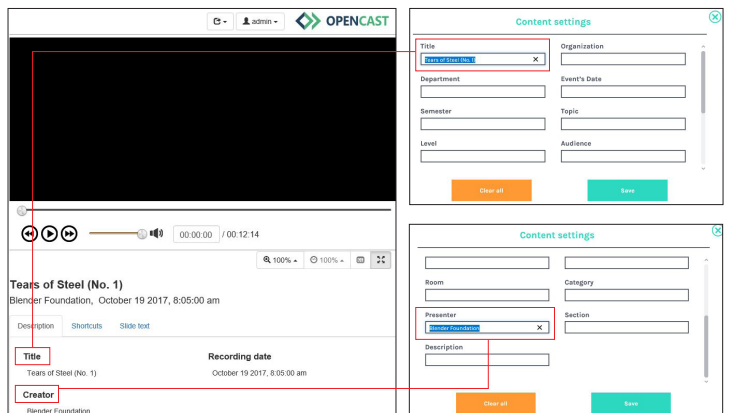 admin
OPENCAST
00:00:00 / 00:12:14
100%
100%
Tears of Steel (No. 1)
Blender Foundation, October 19 2017, 8:05:00 am
Description Shortcuts Slide text
Title Recording date
Tears of Steel (No. 1) October 19 2017, 8:05:00 am
Creator
Blender Foundation
Content settings
Title Organization
Tears of Steel (No. 1)
Department Event's Date
Semester Topic
Level Audience
Clear all Save
Content settings
Room Category
Presenter Section
Blender Foundation
Description
Clear all Save